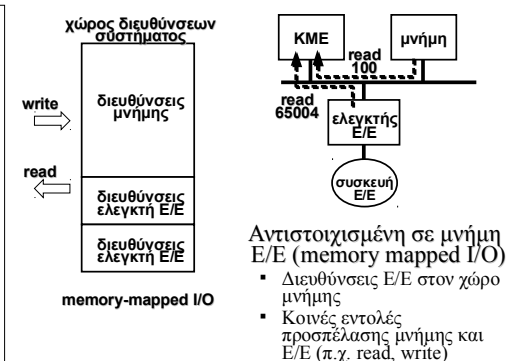 χώρος διευθύνσεων
συστήματος
διευθύνσεις
μνήμης
write
read
διευθύνσεις
ελεγκτή Ε/Ε
διευθύνσεις
ελεγκτή Ε/Ε
memory-mapped I/O
ΚΜΕ
μνήμη
read
100
read
65004
ελεγκτής
Ε/Ε
συσκευή
Ε/Ε
Αντιστοιχισμένη σε μνήμη
Ε/Ε (memory mapped I/O)
▪ Διευθύνσεις Ε/Ε στον χώρο
μνήμης
▪ Κοινές εντολές
προσπέλασης μνήμης και
Ε/Ε (π.χ. read, write)